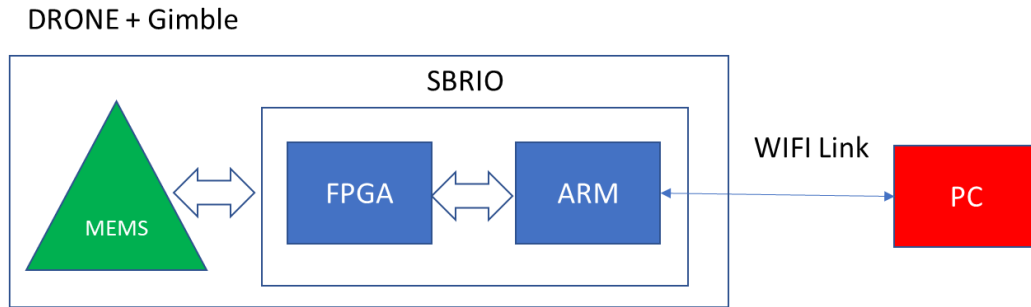 DRONE + Gimble
SBRIO
WIFI Link
MEMS
FPGA
ARM
PC